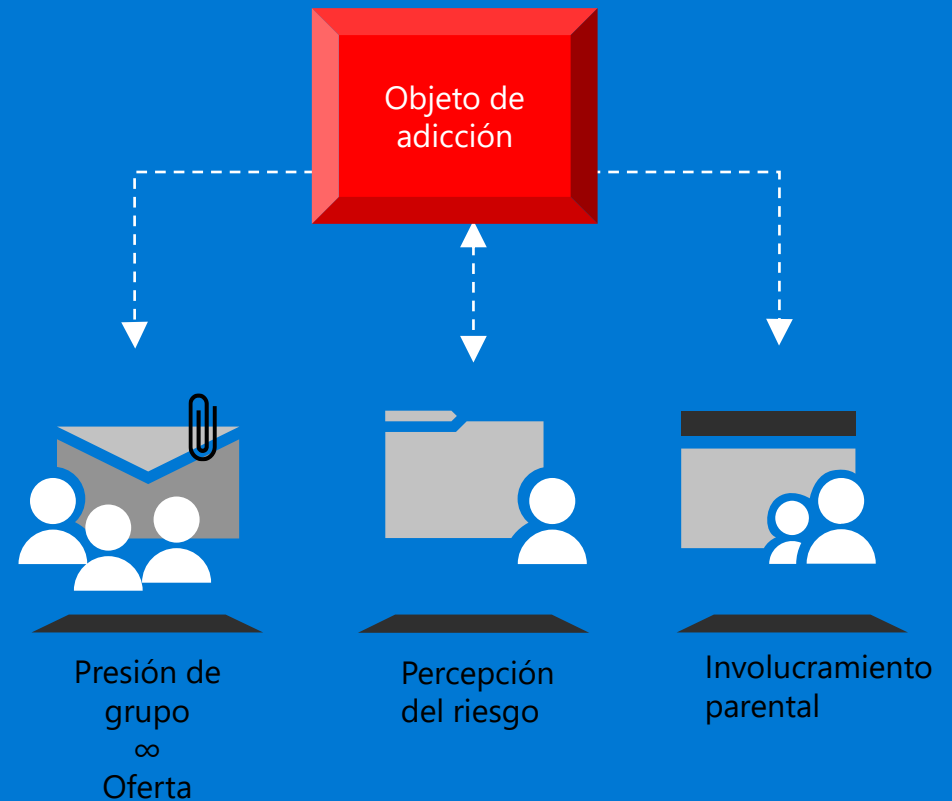 Objeto de
adicción
Presión de
grupo
∞
Oferta
Percepción
del riesgo
Involucramiento
parental